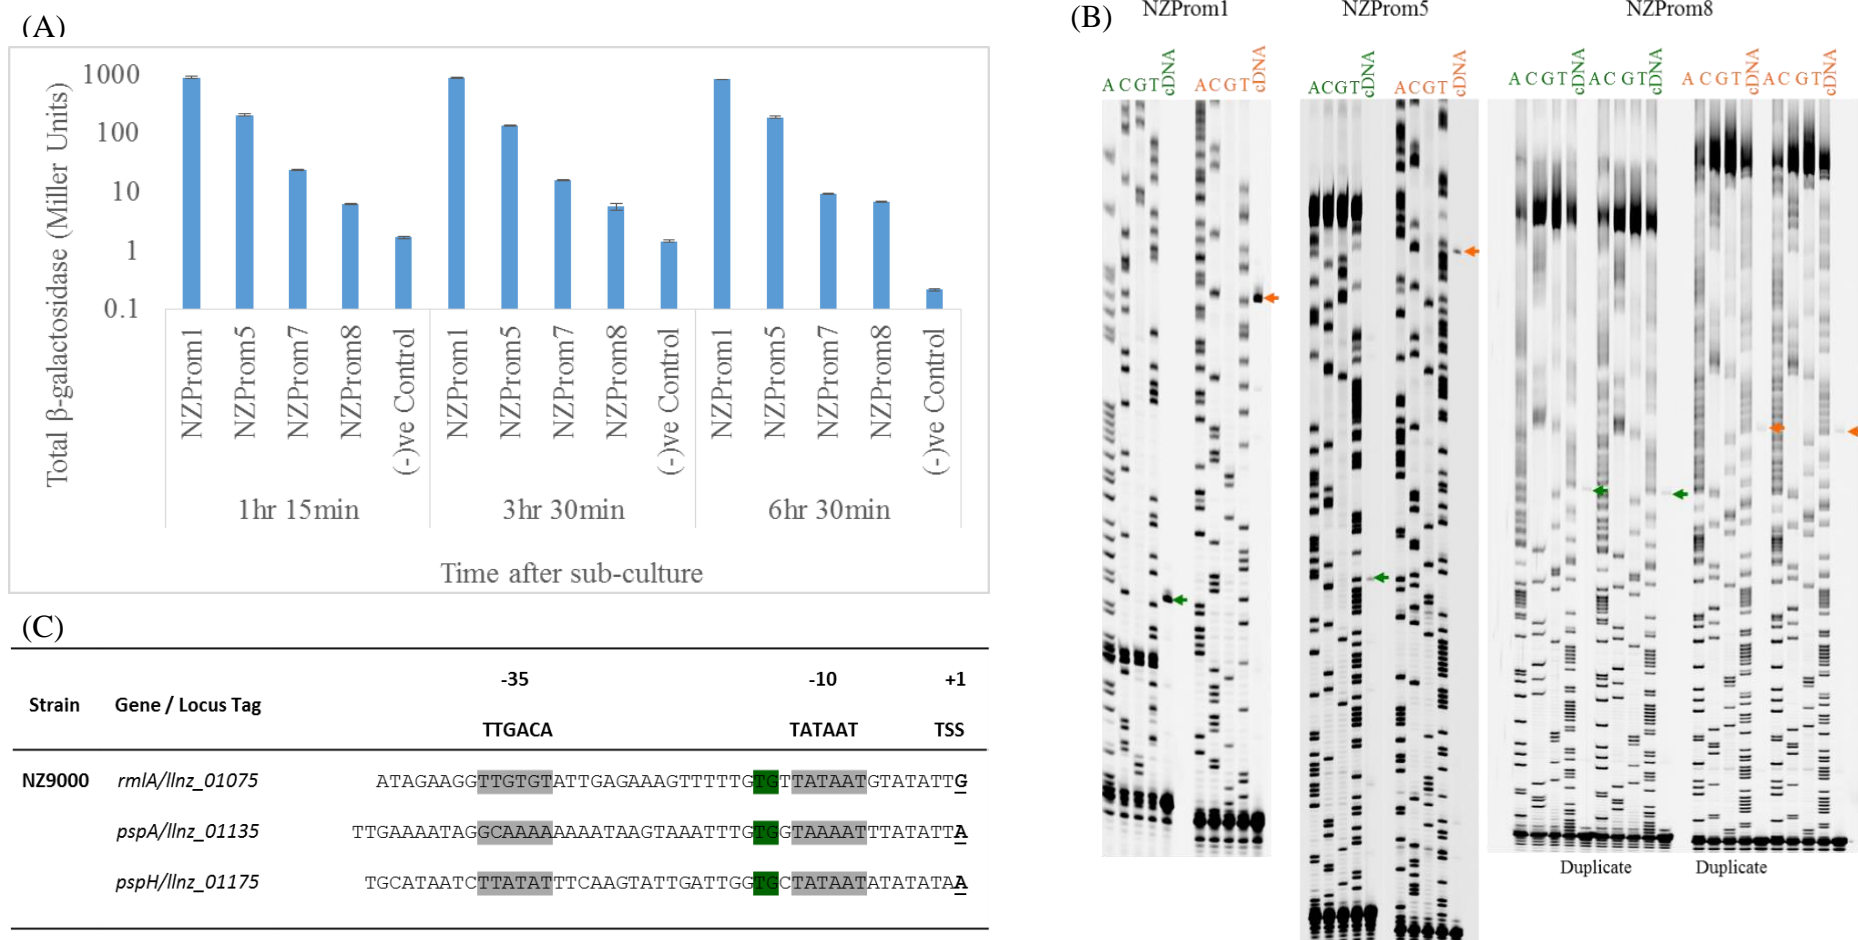 (A)
Total β-galactosidase (Miller Units)
1000
100
10
1
0.1
NZProm1
NZProm5
NZProm7
NZProm8
(-)ve Control
NZProm1
NZProm5
NZProm7
NZProm8
(-)ve Control
NZProm1
NZProm5
NZProm7
NZProm8
(-)ve Control
1hr 15min 3hr 30min 6hr 30min
Time after sub-culture
(B)
NZProm1 NZProm5 NZProm8
A C G T cDNA A C G T cDNA A C G T cDNA A C G T cDNA A C G T cDNA A C G T cDNA A C G T cDNA A C G T cDNA
Duplicate Duplicate
(C)
-35 -10 +1
Strain Gene / Locus Tag
TTGACA TATAAT TSS
NZ9000 rmlA/llnz_01075 ATAGAAGGTTGTGTATTGAGAAAGTTTTTGTGTTATAATGTATATTG
pspA/llnz_01135 TTGAAAATAGGCAAAAAAAATAAGTAAATTTGTGGTAAAATTTATATTA
pspH/llnz_01175 TGCATAATCTTATATTTCAAGTATTGATTGGTGCTATAATATATATAA